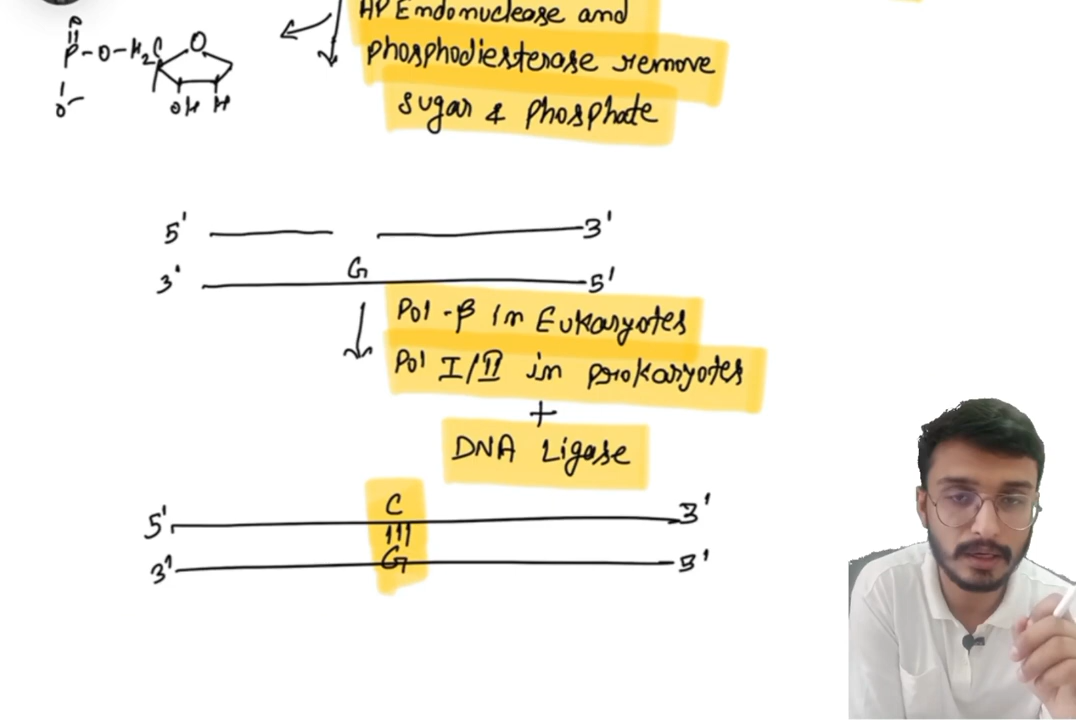 AP Endonuclease and
phosphodiesterase remove
sugar & phosphate
O
P-O-H₂C O
O⁻
OH H
5' 3'
G
3' 5'
Pol-β in Eukaryotes
Pol I/II in prokaryotes
+
DNA Ligase
C
5' 3'
G
3' 5'